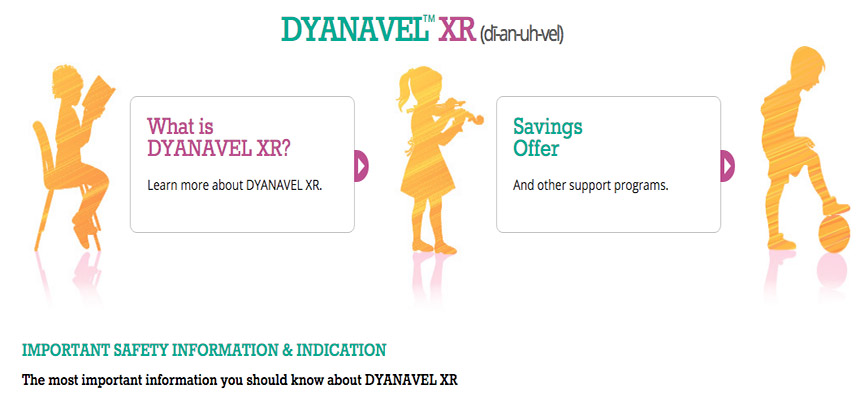 DYANAVEL™ XR (dī-an-uh-vel)
What is
DYANAVEL XR?
Learn more about DYANAVEL XR.
Savings
Offer
And other support programs.
IMPORTANT SAFETY INFORMATION & INDICATION
The most important information you should know about DYANAVEL XR